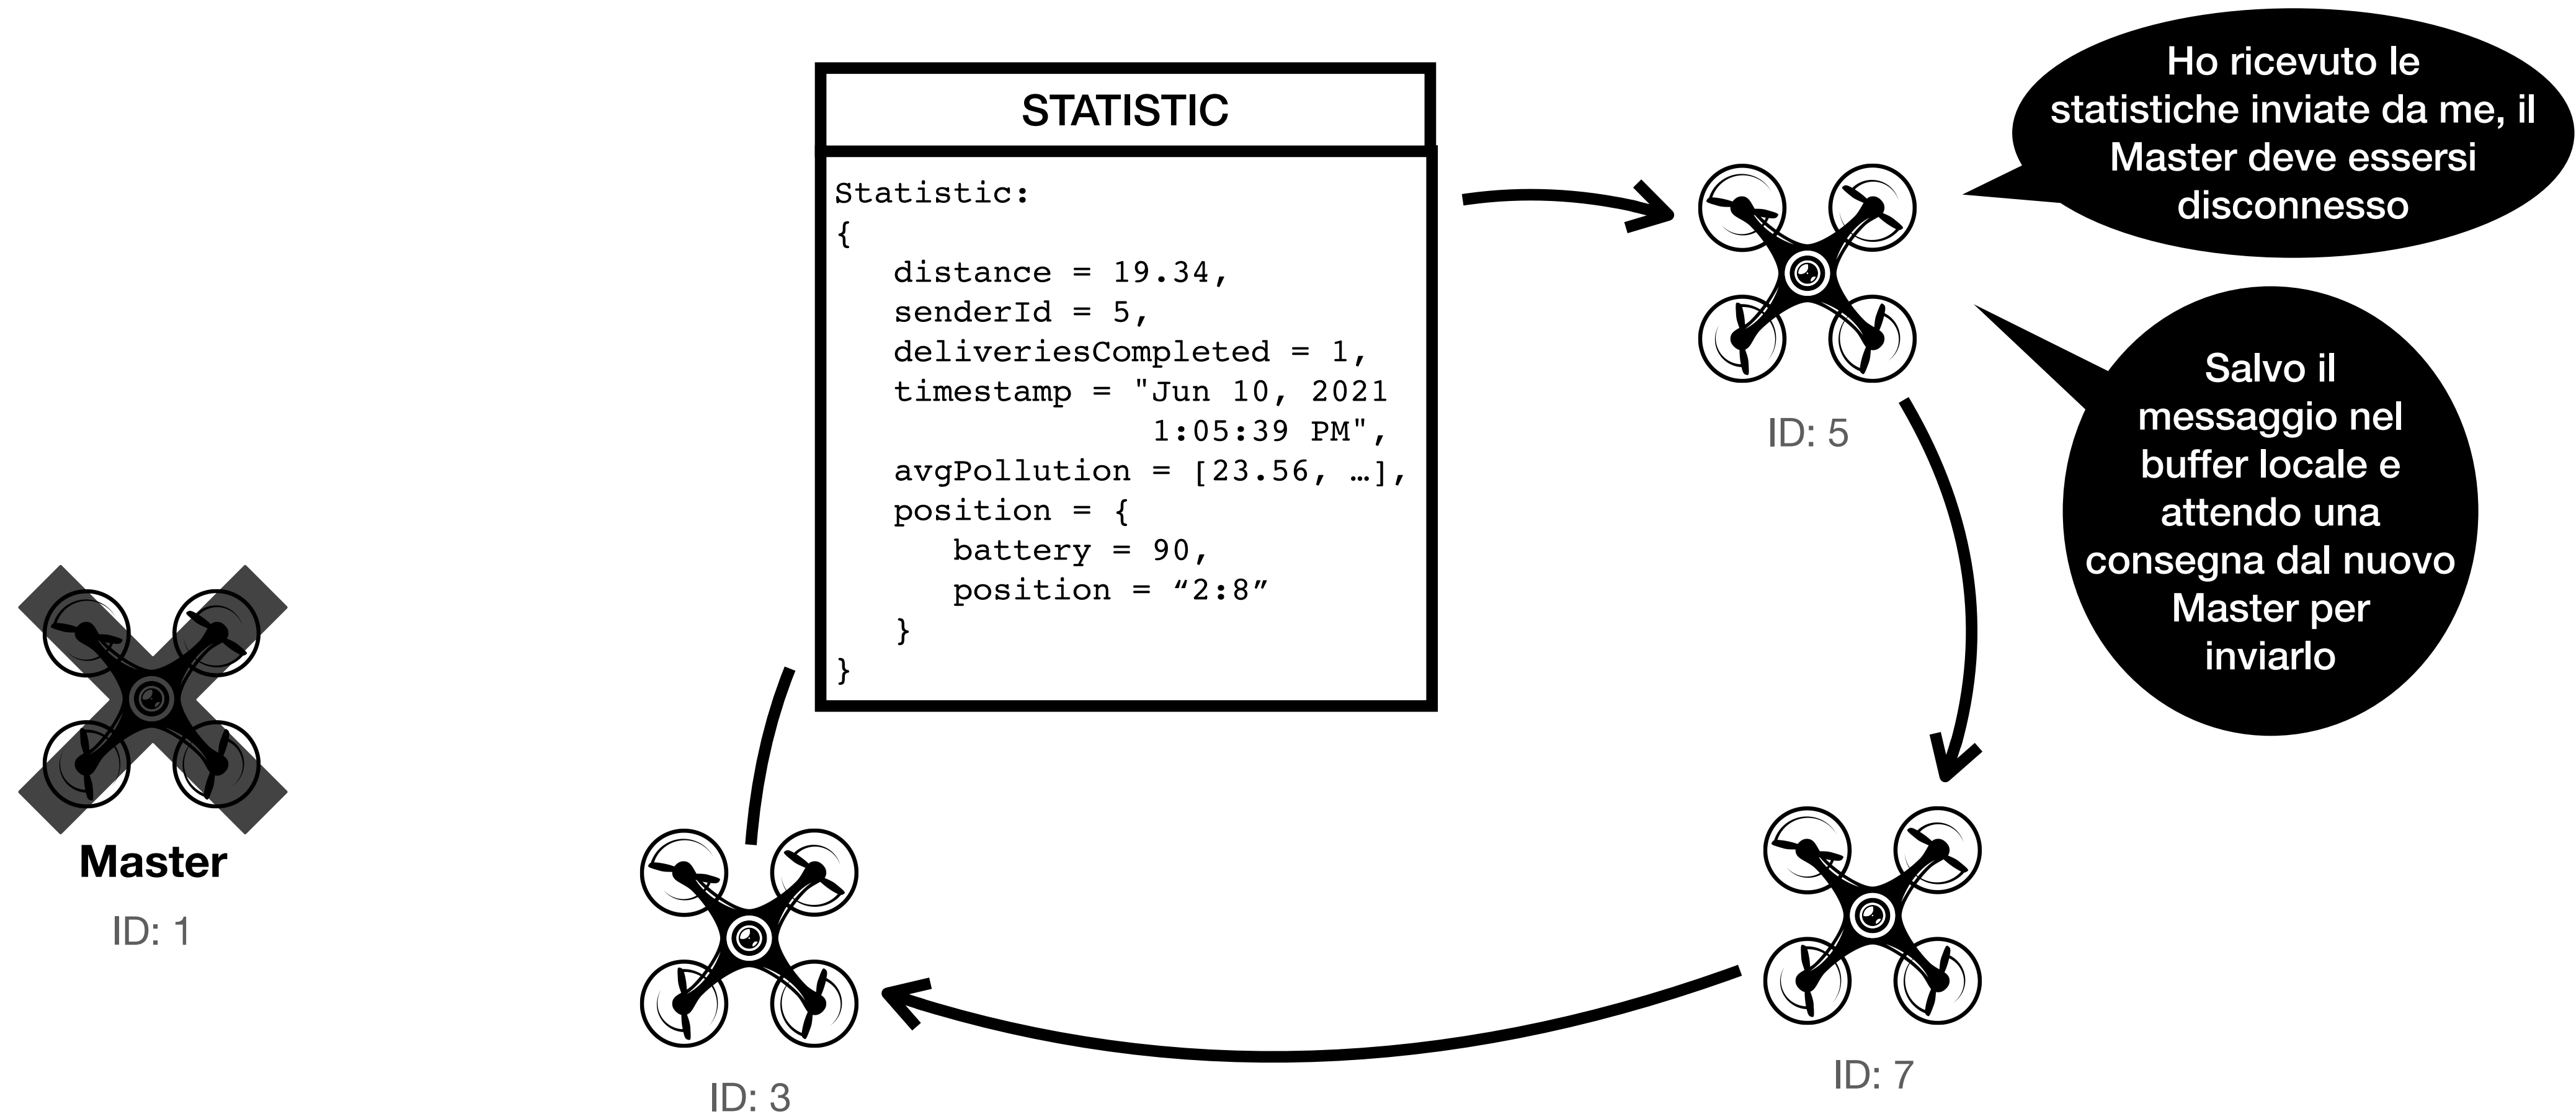 STATISTIC
Statistic:
{
distance = 19.34,
senderId = 5,
deliveriesCompleted = 1,
timestamp = "Jun 10, 2021
1:05:39 PM",
avgPollution = [23.56, …],
position = {
battery = 90,
position = “2:8”
}
}
Ho ricevuto le
statistiche inviate da me, il
Master deve essersi
disconnesso
ID: 5
Salvo il
messaggio nel
buffer locale e
attendo una
consegna dal nuovo
Master per
inviarlo
Master
ID: 1
ID: 3
ID: 7